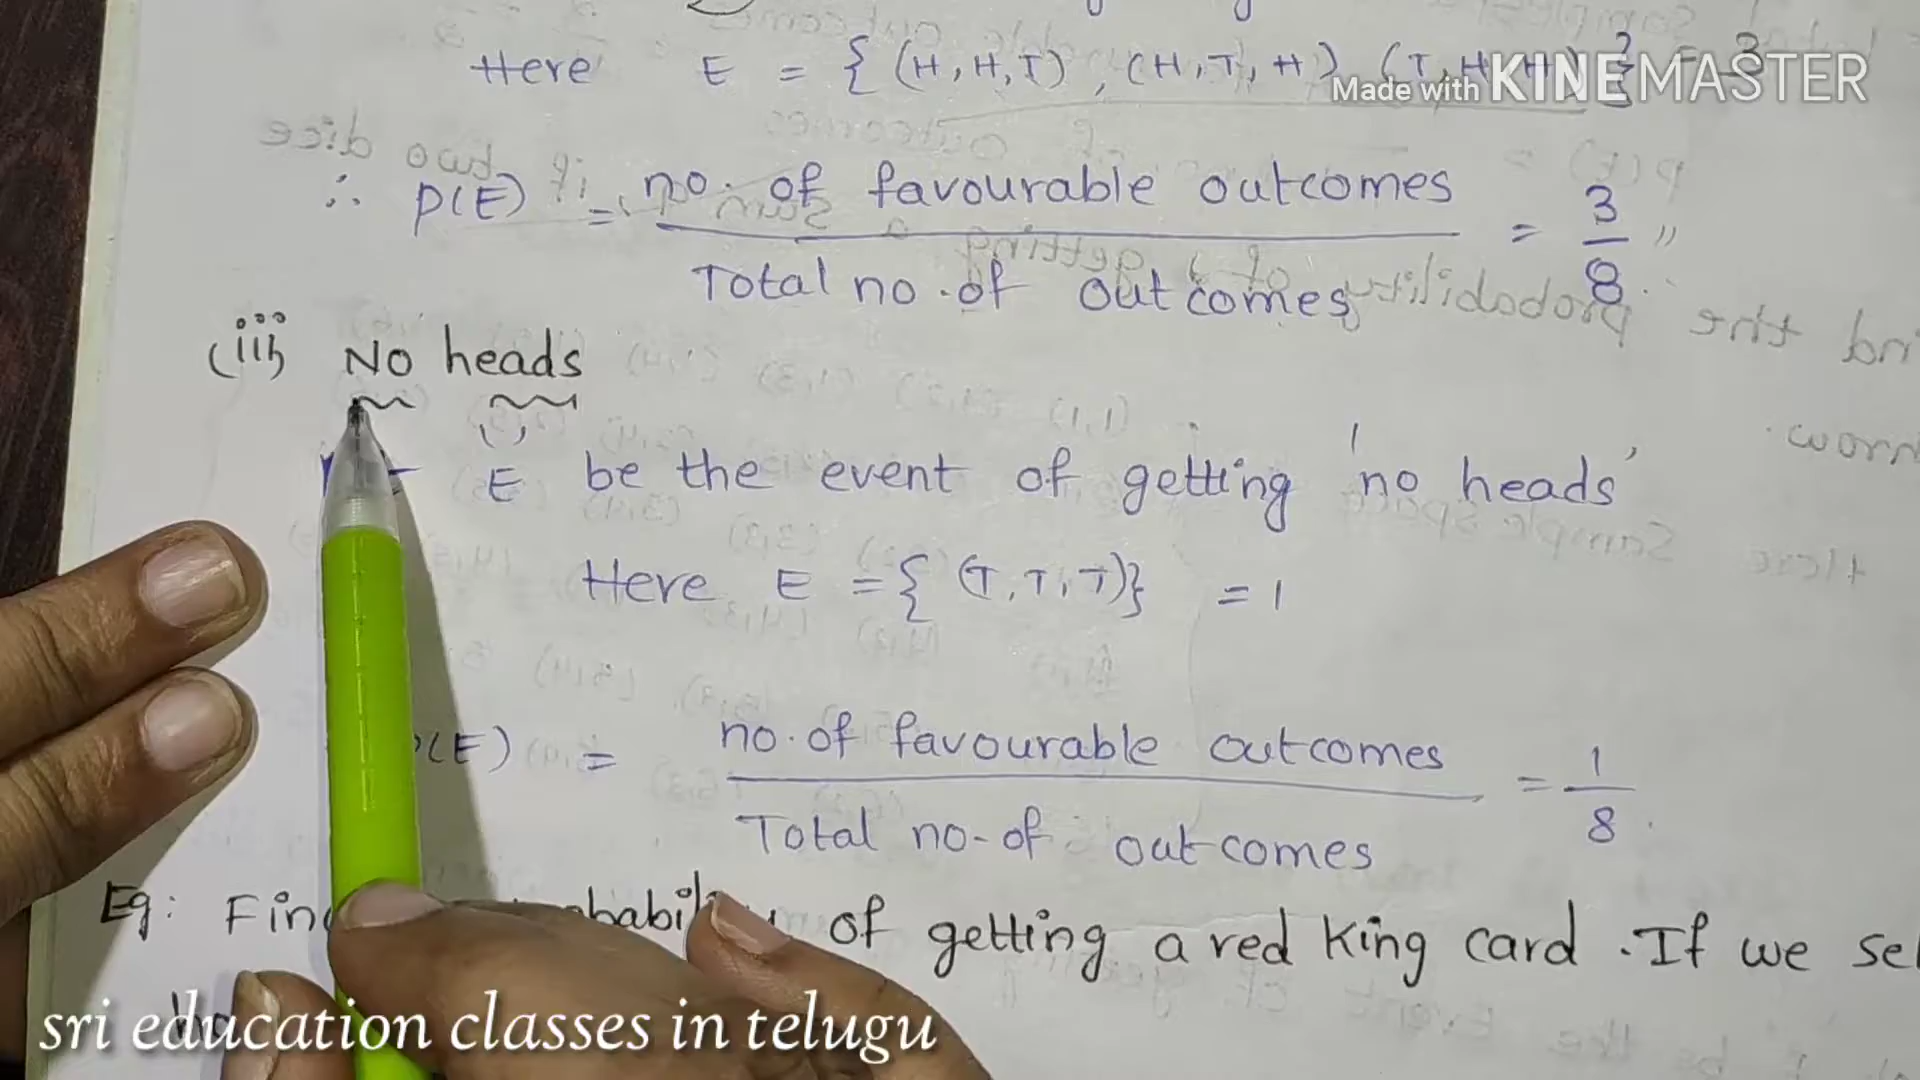 Here E = { (H,H,T), (H,T,H) (T,H,H) } = 3
Made with KINEMASTER
∴ P(E) = no. of favourable outcomes / Total no. of outcomes = 3/8 "
(iii) No heads
E be the event of getting 'no heads'
Here E = { (T,T,T)} = 1
(E) = no. of favourable outcomes / Total no. of outcomes = 1/8.
Eg: Find of getting a red King card. If we
sri education classes in telugu